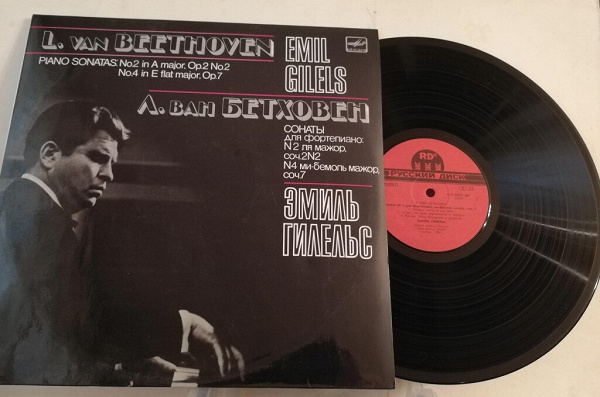 L. van BEETHOVEN
PIANO SONATAS: No.2 in A major, Op.2 No.2
No.4 in E flat major, Op.7
EMIL
GILELS
Л. ван БЕТХОВЕН
СОНАТЫ
для фортепиано:
N2 ля мажор,
соч.2N2
N4 ми-бемоль мажор,
соч.7
ЭМИЛЬ
ГИЛЕЛЬС
RD
РУССКИЙ ДИСК